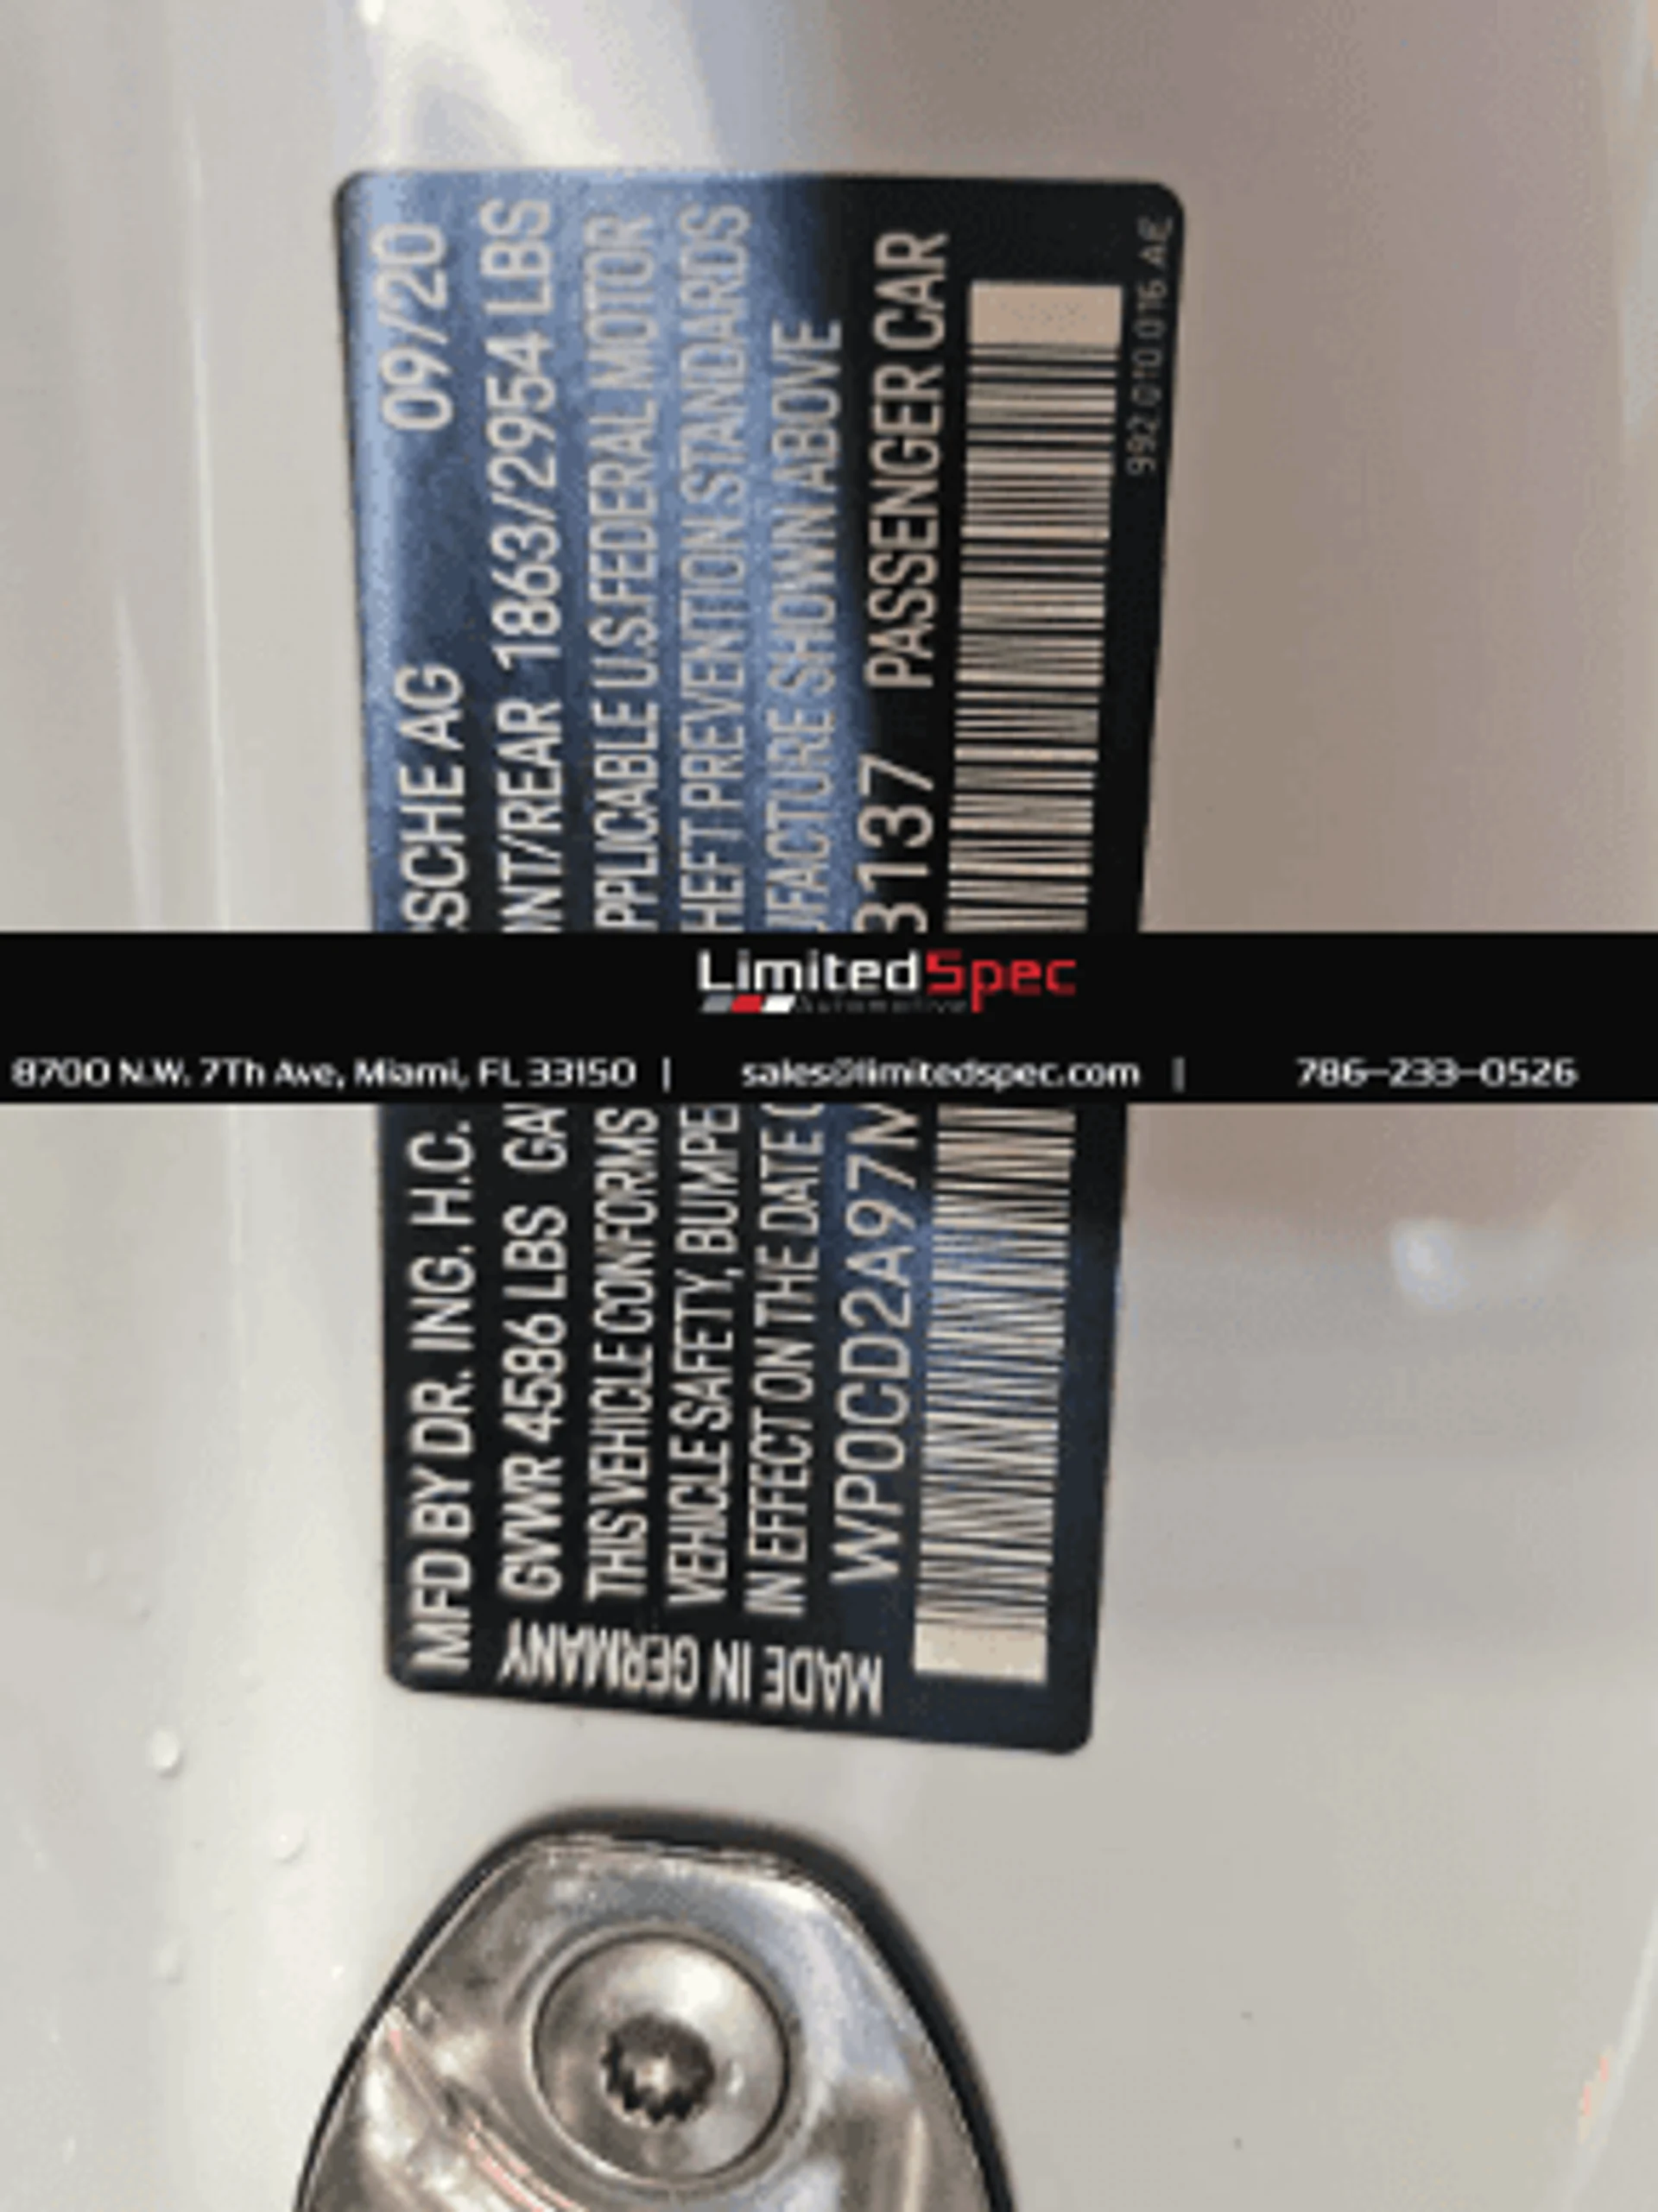 MFD BY DR. ING. H.C. SCHE AG 09/20
GWWR 4586 LBS GA NT/REAR 1863/2954 LBS
THIS VEHICLE CONFORMS PPLICABLE U.S.FEDERAL MOTOR
VEHICLE SAFETY, BUMPE HEFT PREVENTION STANDARDS
IN EFFECT ON THE DATE UFACTURE SHOWN ABOVE
WP0CD2A97M 3137 PASSENGER CAR
992.010.016.AE
MADE IN GERMANY
LimitedSpec
Automotive
8700 N.W. 7Th Ave, Miami, FL 33150 | sales@limitedspec.com | 786-233-0526